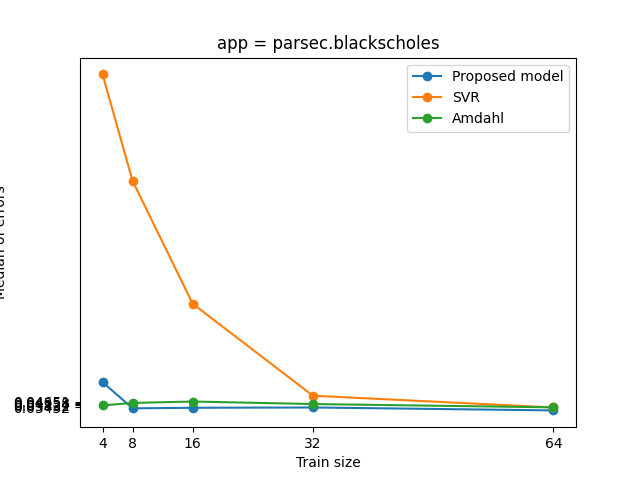 app = parsec.blackscholes
Proposed model
SVR
Amdahl
Median of errors
4 8 16 32 64
Train size